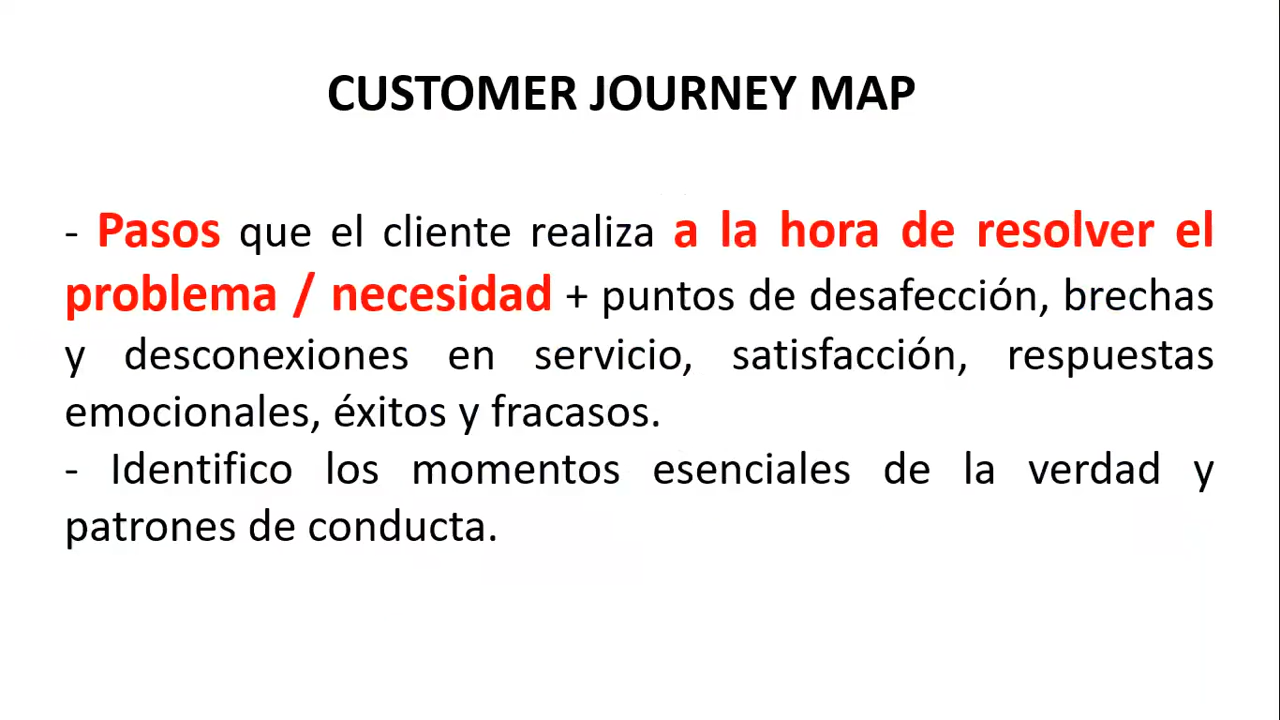 CUSTOMER JOURNEY MAP
- Pasos que el cliente realiza a la hora de resolver el
problema / necesidad + puntos de desafección, brechas
y desconexiones en servicio, satisfacción, respuestas
emocionales, éxitos y fracasos.
- Identifico los momentos esenciales de la verdad y
patrones de conducta.